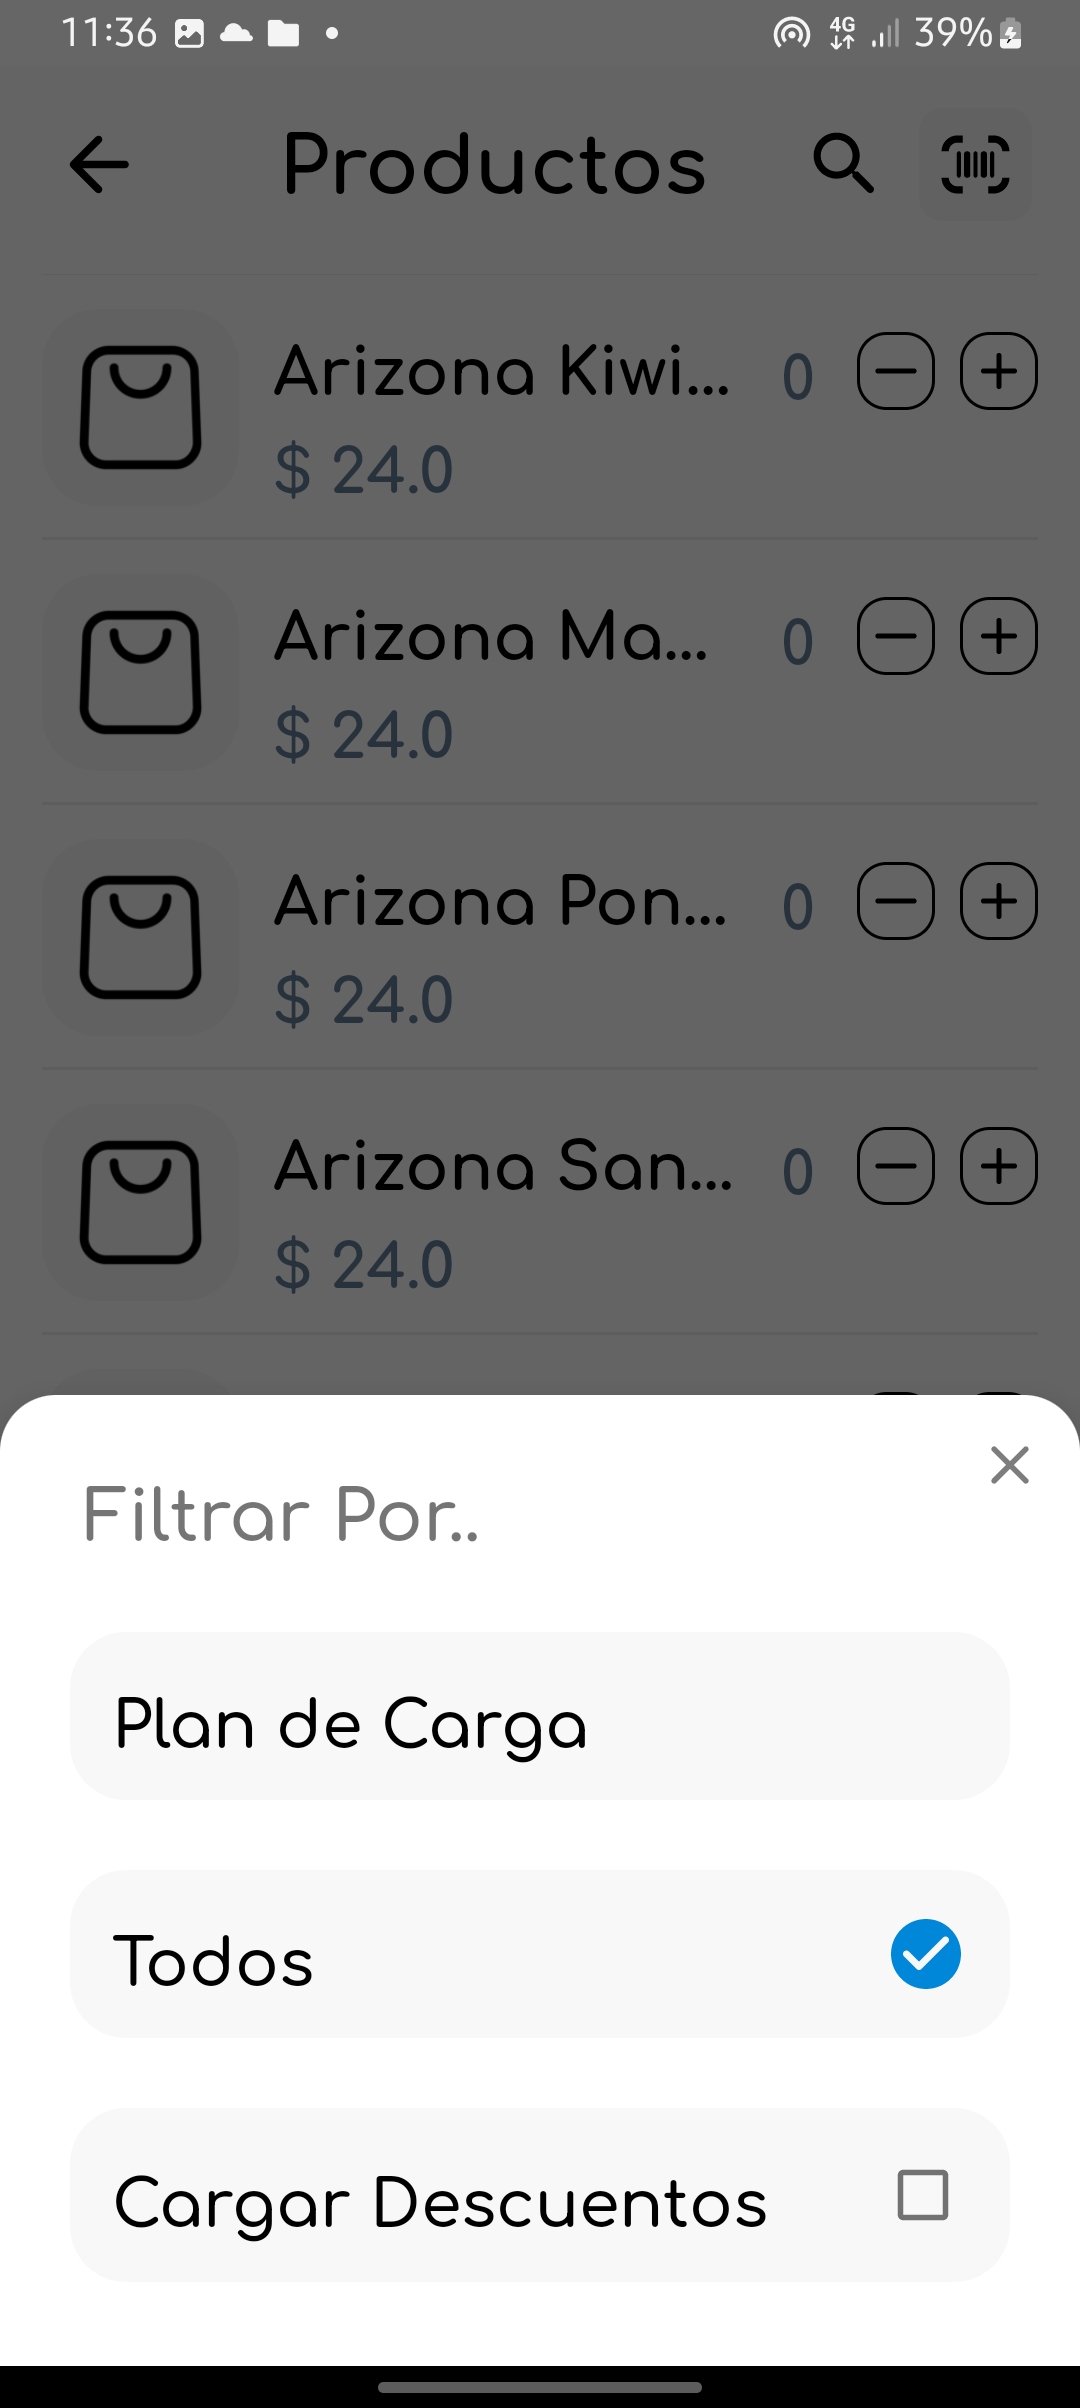 11:36 4G 39%
Productos
Arizona Kiwi... 0
$ 24.0
Arizona Ma... 0
$ 24.0
Arizona Pon... 0
$ 24.0
Arizona San... 0
$ 24.0
Filtrar Por..
Plan de Carga
Todos
Cargar Descuentos